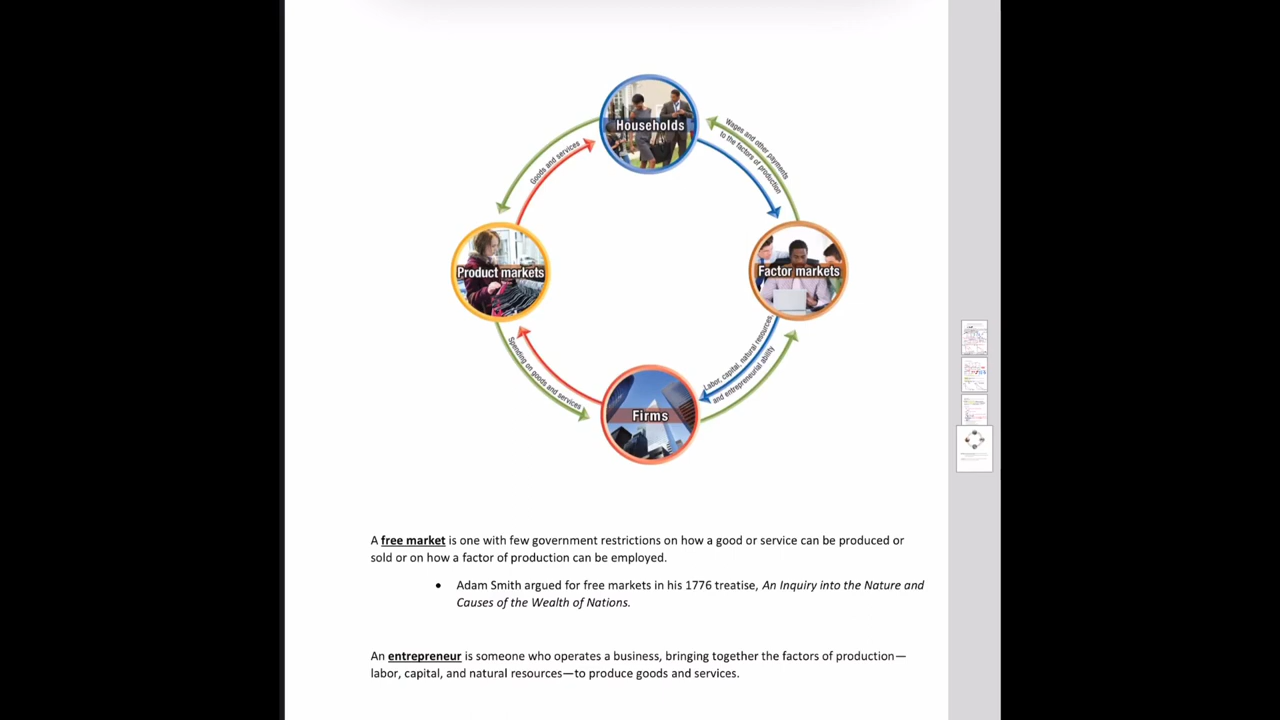 Households
Goods and services
Wages and other payments
to the factors of production
Product markets
Factor markets
Spending on goods and services
Labor, capital, natural resources,
and entrepreneurial ability
Firms
A free market is one with few government restrictions on how a good or service can be produced or
sold or on how a factor of production can be employed.
• Adam Smith argued for free markets in his 1776 treatise, An Inquiry into the Nature and
Causes of the Wealth of Nations.
An entrepreneur is someone who operates a business, bringing together the factors of production—
labor, capital, and natural resources—to produce goods and services.